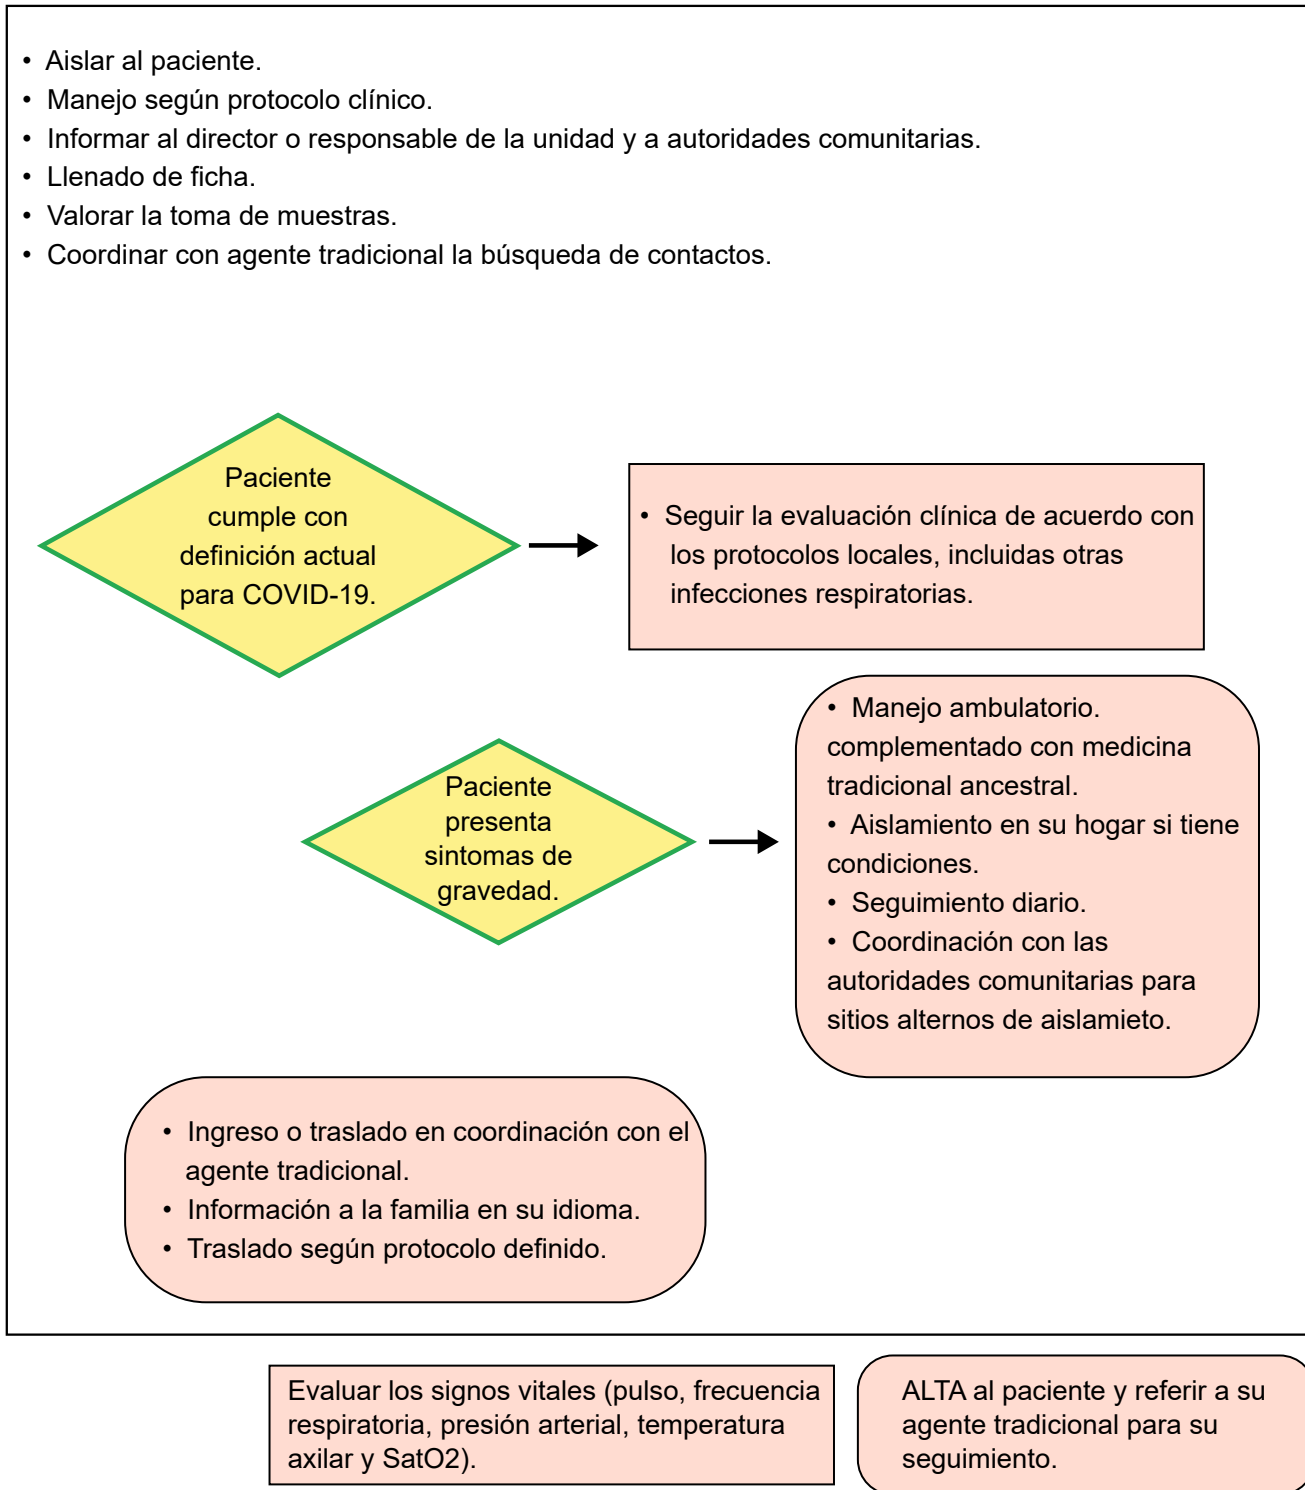 • Aislar al paciente.
• Manejo según protocolo clínico.
• Informar al director o responsable de la unidad y a autoridades comunitarias.
• Llenado de ficha.
• Valorar la toma de muestras.
• Coordinar con agente tradicional la búsqueda de contactos.
Paciente
cumple con
definición actual
para COVID-19.
• Seguir la evaluación clínica de acuerdo con
los protocolos locales, incluidas otras
infecciones respiratorias.
Paciente
presenta
sintomas de
gravedad.
• Manejo ambulatorio.
complementado con medicina
tradicional ancestral.
• Aislamiento en su hogar si tiene
condiciones.
• Seguimiento diario.
• Coordinación con las
autoridades comunitarias para
sitios alternos de aislamieto.
• Ingreso o traslado en coordinación con el
agente tradicional.
• Información a la familia en su idioma.
• Traslado según protocolo definido.
Evaluar los signos vitales (pulso, frecuencia
respiratoria, presión arterial, temperatura
axilar y SatO2).
ALTA al paciente y referir a su
agente tradicional para su
seguimiento.